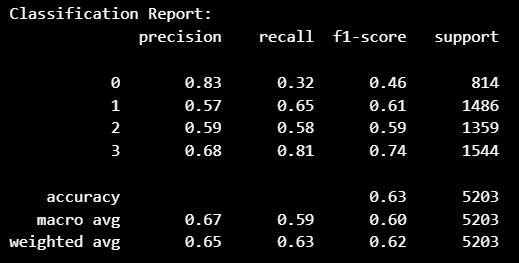 Classification Report:
precision recall f1-score support
0 0.83 0.32 0.46 814
1 0.57 0.65 0.61 1486
2 0.59 0.58 0.59 1359
3 0.68 0.81 0.74 1544
accuracy 0.63 5203
macro avg 0.67 0.59 0.60 5203
weighted avg 0.65 0.63 0.62 5203